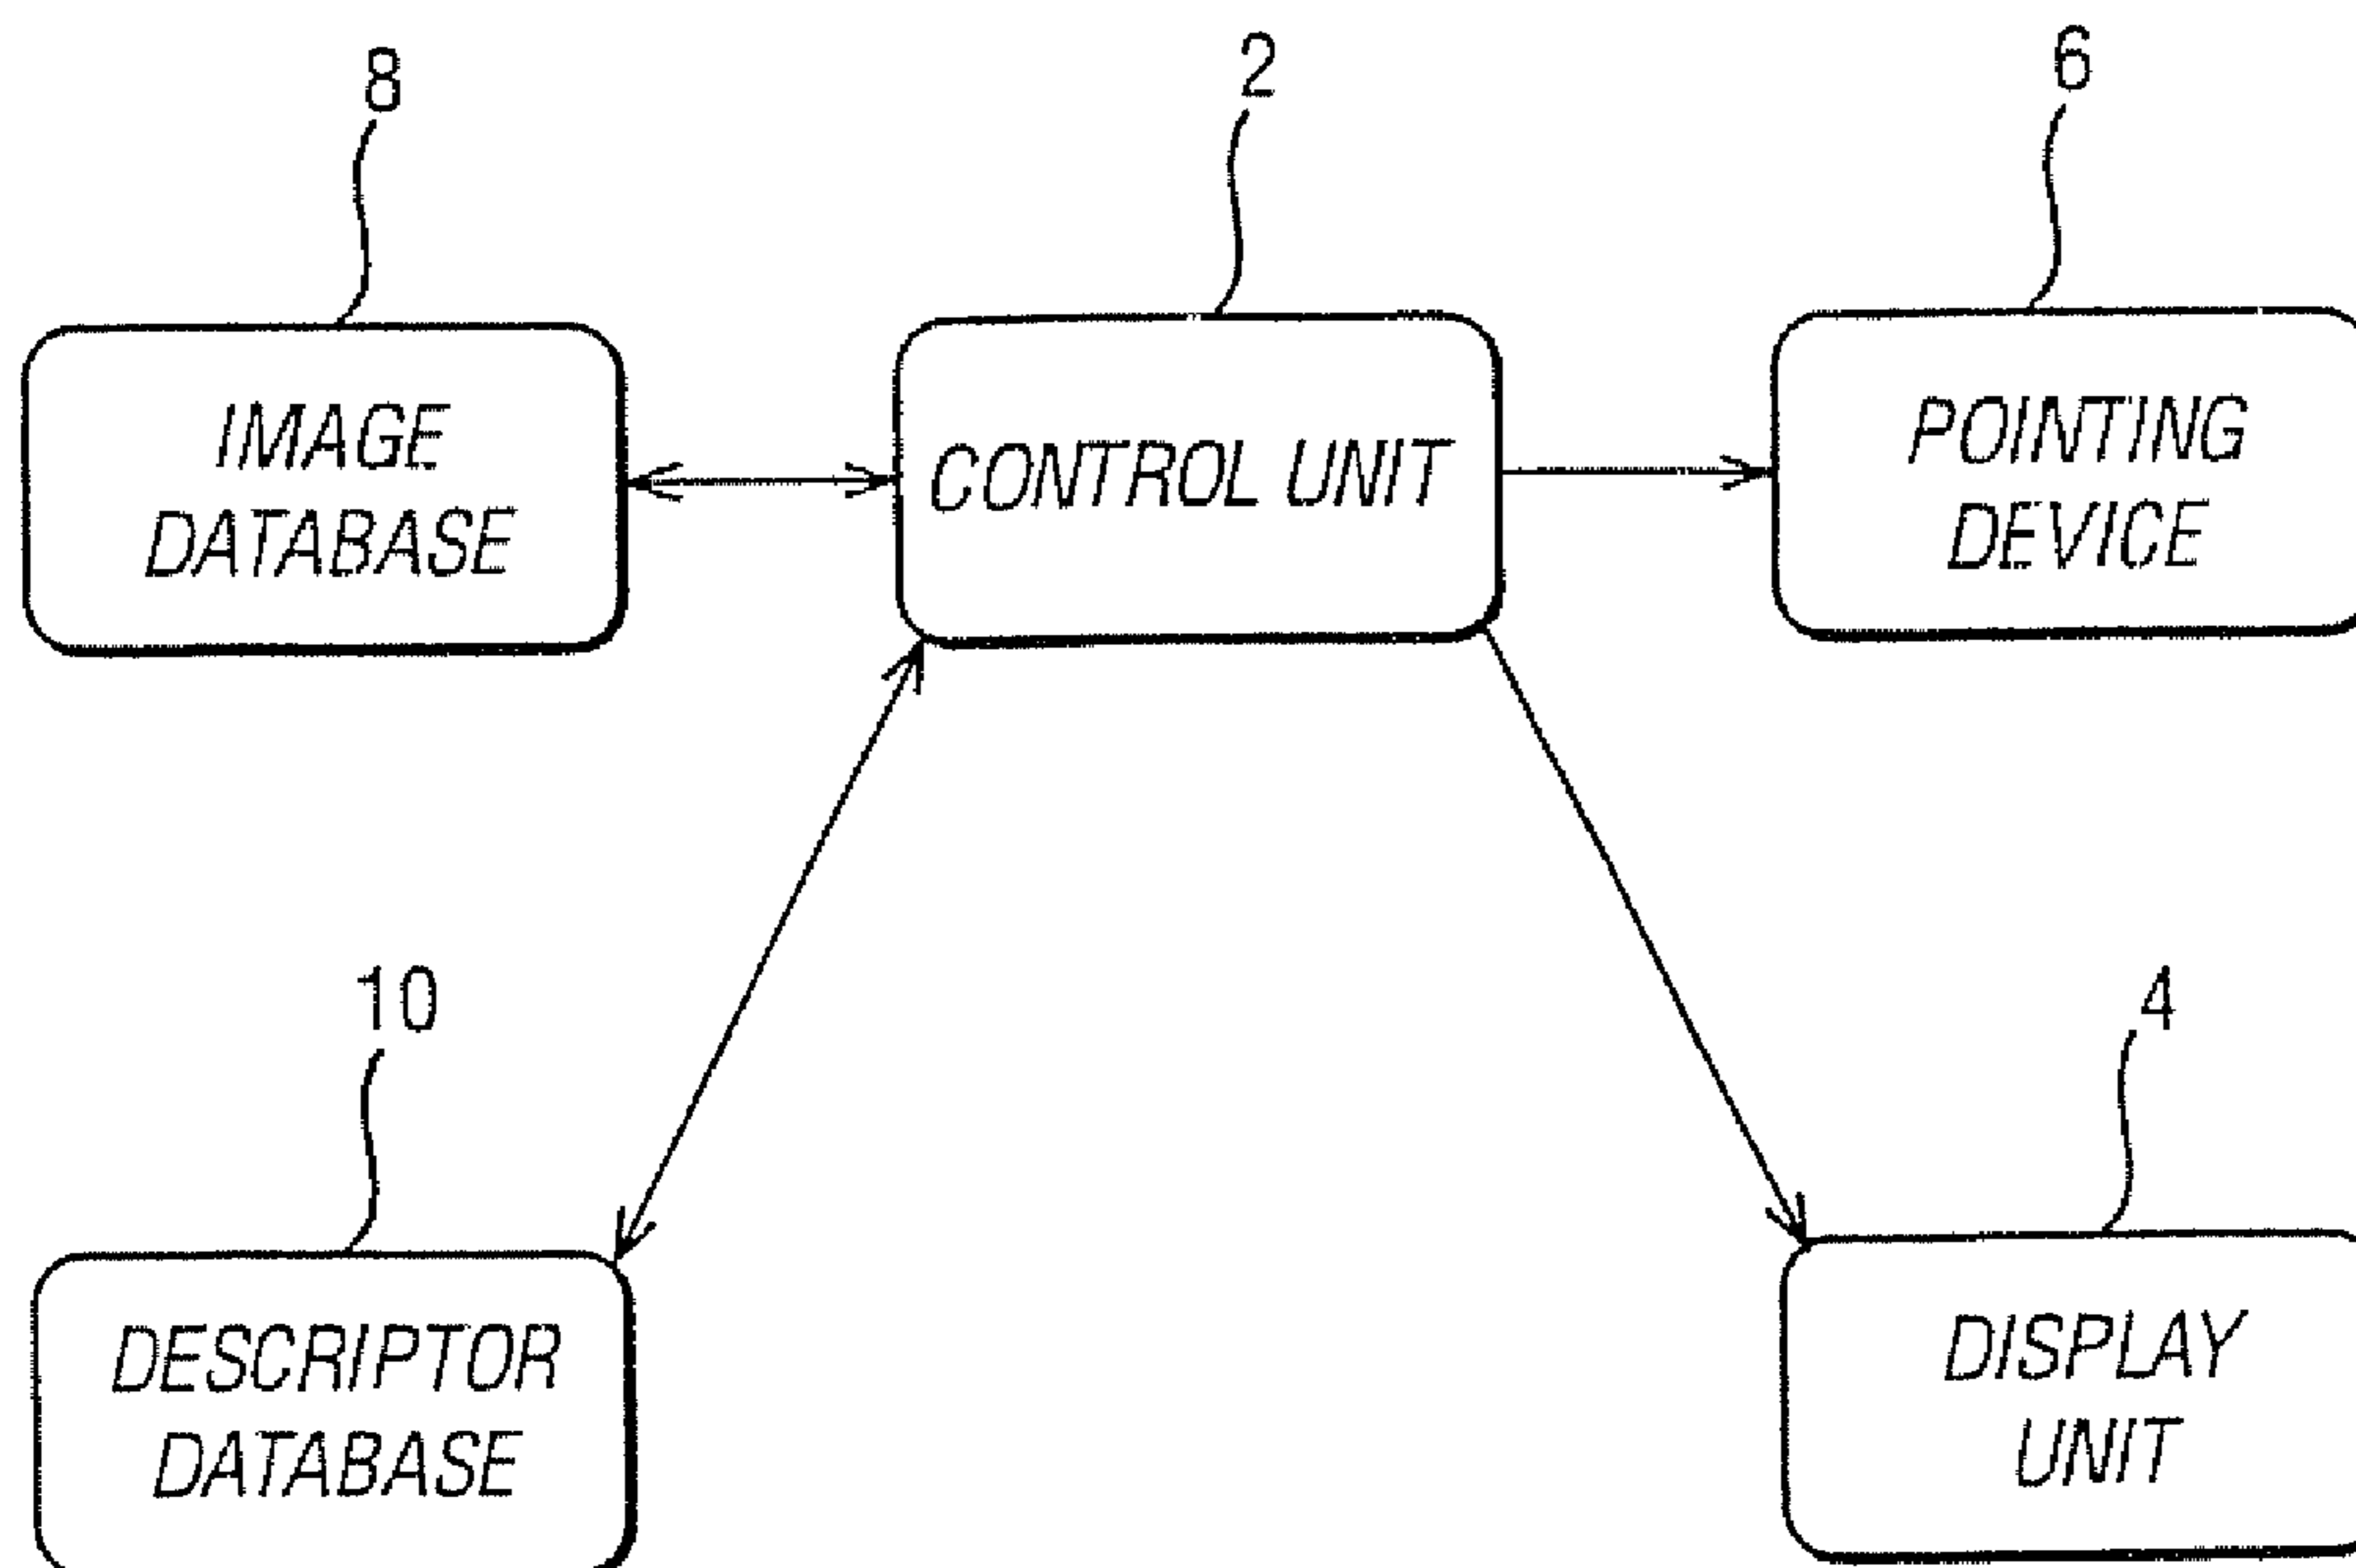 8
2
6
IMAGE
DATABASE
CONTROL UNIT
POINTING
DEVICE
10
4
DESCRIPTOR
DATABASE
DISPLAY
UNIT